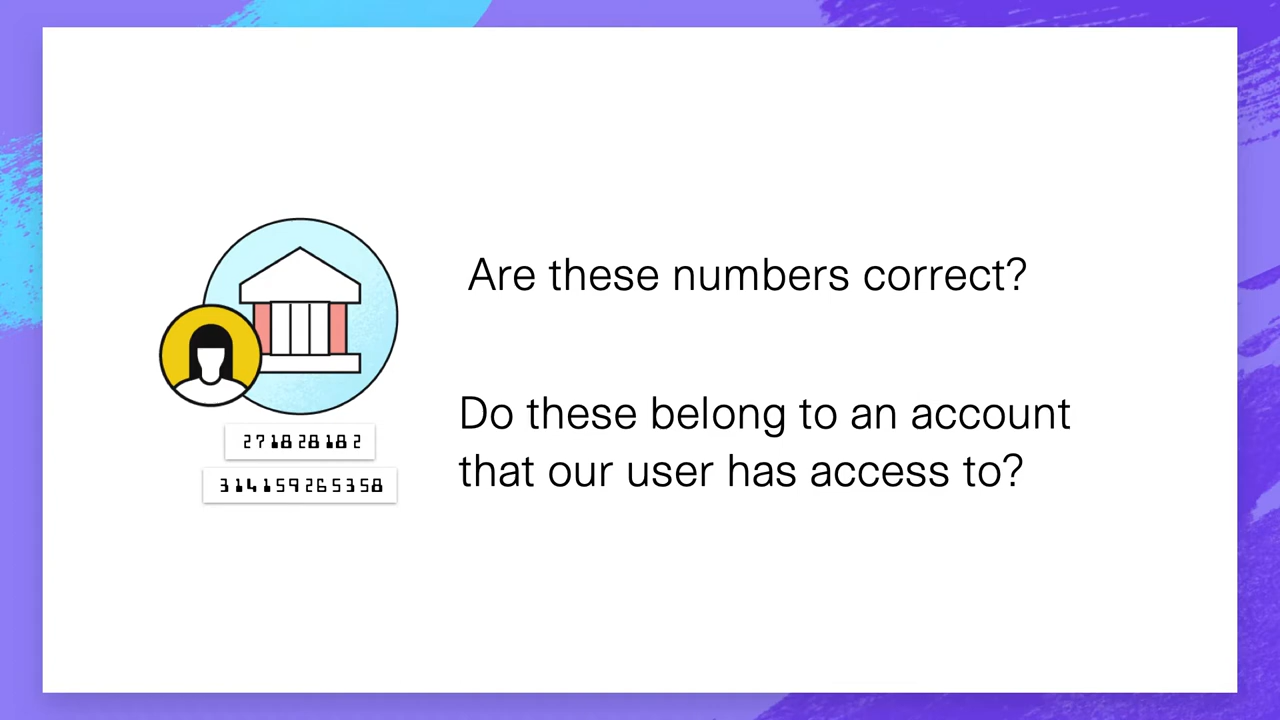 Are these numbers correct?
Do these belong to an account
that our user has access to?
271828182
314159265358